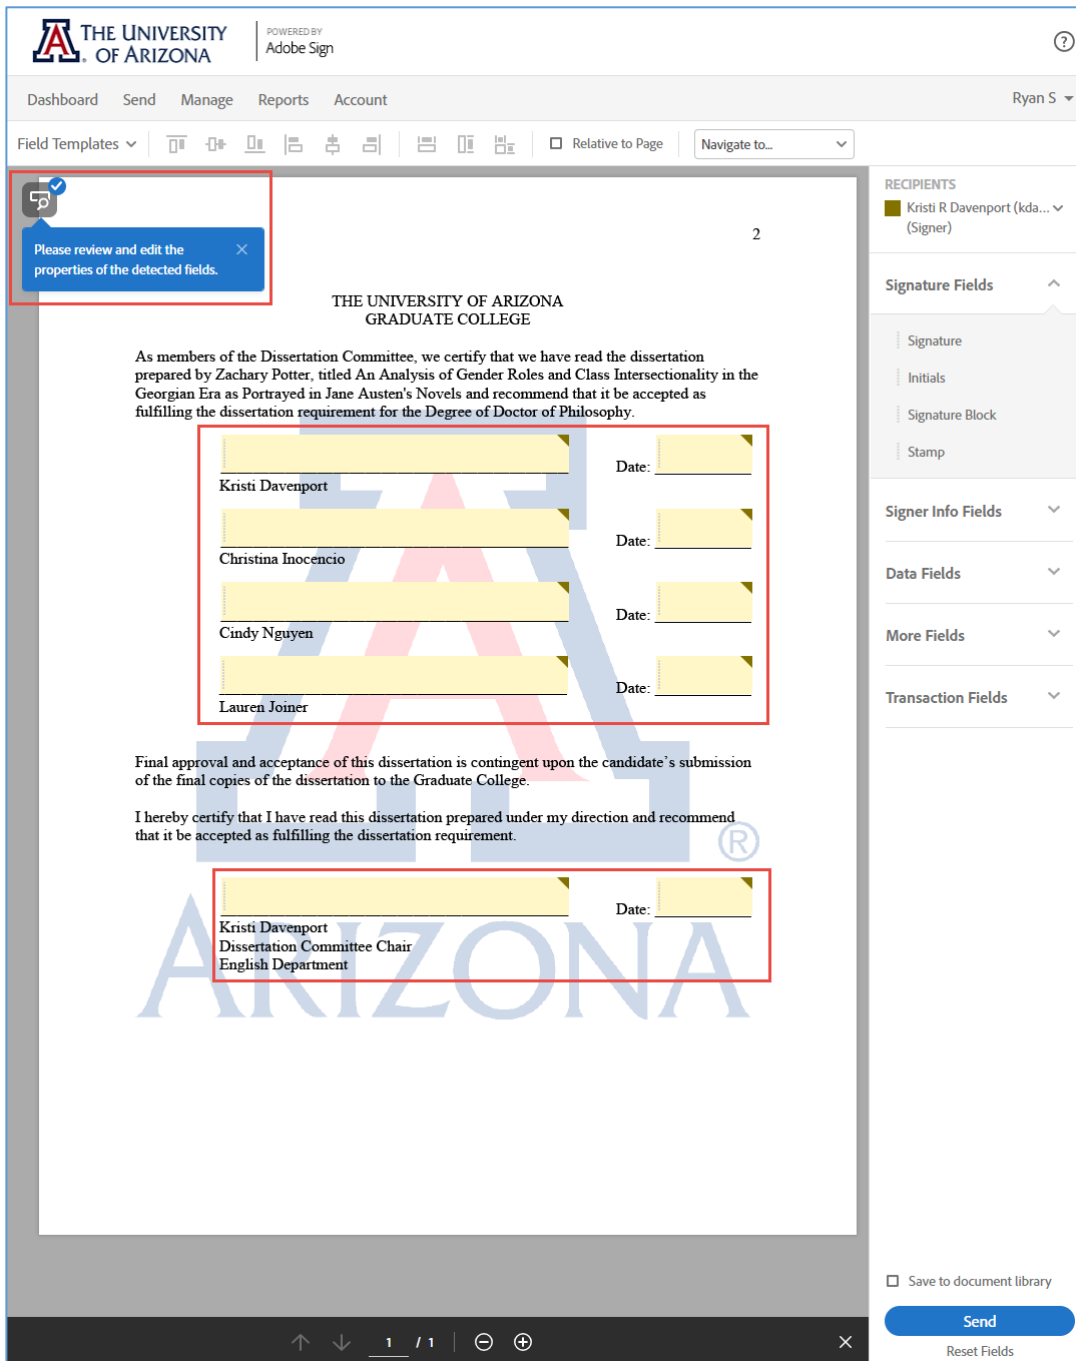 THE UNIVERSITY
OF ARIZONA
POWERED BY
Adobe Sign
?
Dashboard Send Manage Reports Account Ryan S
Field Templates Relative to Page Navigate to...
Please review and edit the
properties of the detected fields.
2
THE UNIVERSITY OF ARIZONA
GRADUATE COLLEGE
As members of the Dissertation Committee, we certify that we have read the dissertation
prepared by Zachary Potter, titled An Analysis of Gender Roles and Class Intersectionality in the
Georgian Era as Portrayed in Jane Austen's Novels and recommend that it be accepted as
fulfilling the dissertation requirement for the Degree of Doctor of Philosophy.
Date:
Kristi Davenport
Date:
Christina Inocencio
Date:
Cindy Nguyen
Date:
Lauren Joiner
Final approval and acceptance of this dissertation is contingent upon the candidate’s submission
of the final copies of the dissertation to the Graduate College.
I hereby certify that I have read this dissertation prepared under my direction and recommend
that it be accepted as fulfilling the dissertation requirement.
®
Date:
Kristi Davenport
Dissertation Committee Chair
English Department
ARIZONA
RECIPIENTS
Kristi R Davenport (kda...
(Signer)
Signature Fields
Signature
Initials
Signature Block
Stamp
Signer Info Fields
Data Fields
More Fields
Transaction Fields
Save to document library
Send
Reset Fields
1 / 1